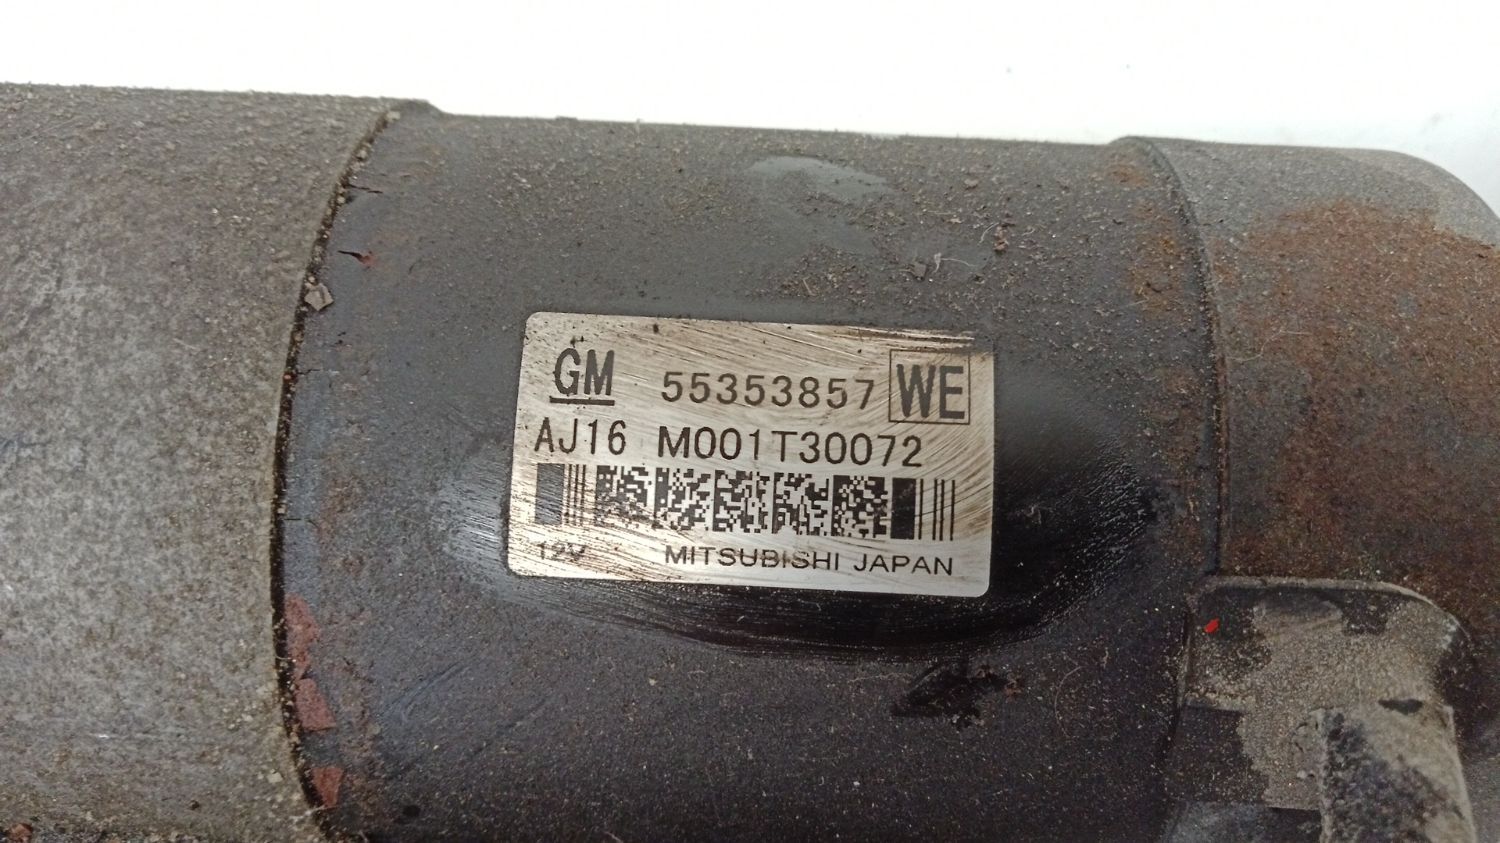 GM 55353857 WE
AJ16 M001T30072
12V MITSUBISHI JAPAN